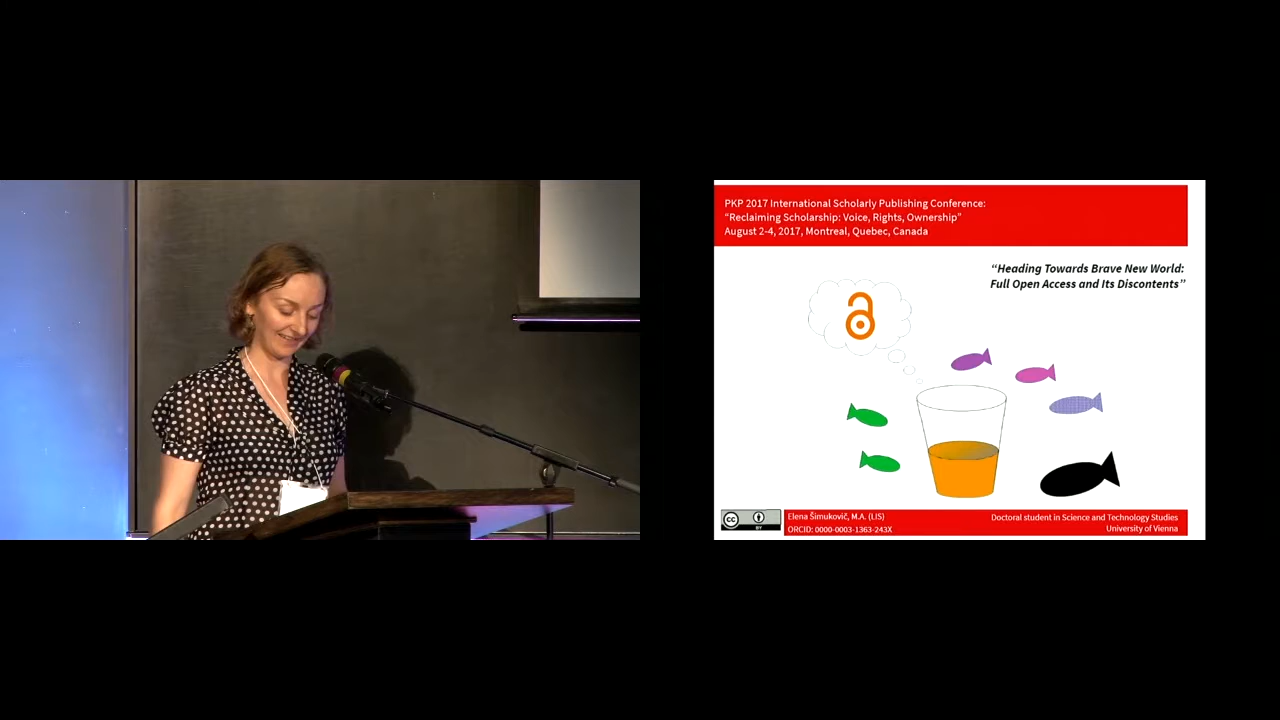 PKP 2017 International Scholarly Publishing Conference:
“Reclaiming Scholarship: Voice, Rights, Ownership”
August 2-4, 2017, Montreal, Quebec, Canada
“Heading Towards Brave New World:
Full Open Access and Its Discontents”
cc
BY
Elena Šimukovič, M.A. (LIS)
ORCID: 0000-0003-1363-243X
Doctoral student in Science and Technology Studies
University of Vienna